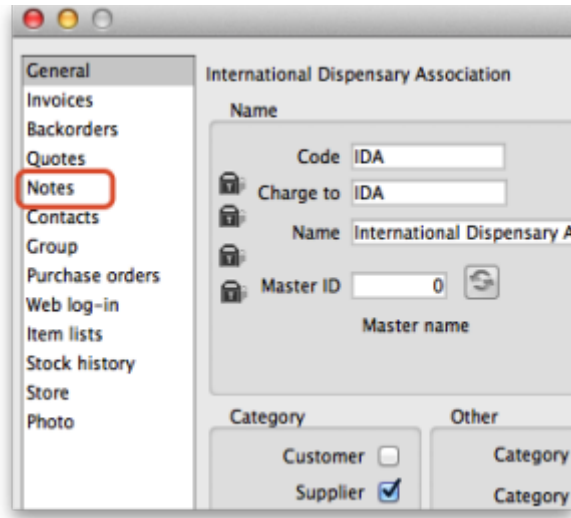 General
Invoices
Backorders
Quotes
Notes
Contacts
Group
Purchase orders
Web log-in
Item lists
Stock history
Store
Photo
International Dispensary Association
Name
Code IDA
Charge to IDA
Name International Dispensary A
Master ID 0
Master name
Category
Customer
Supplier
Other
Category
Category